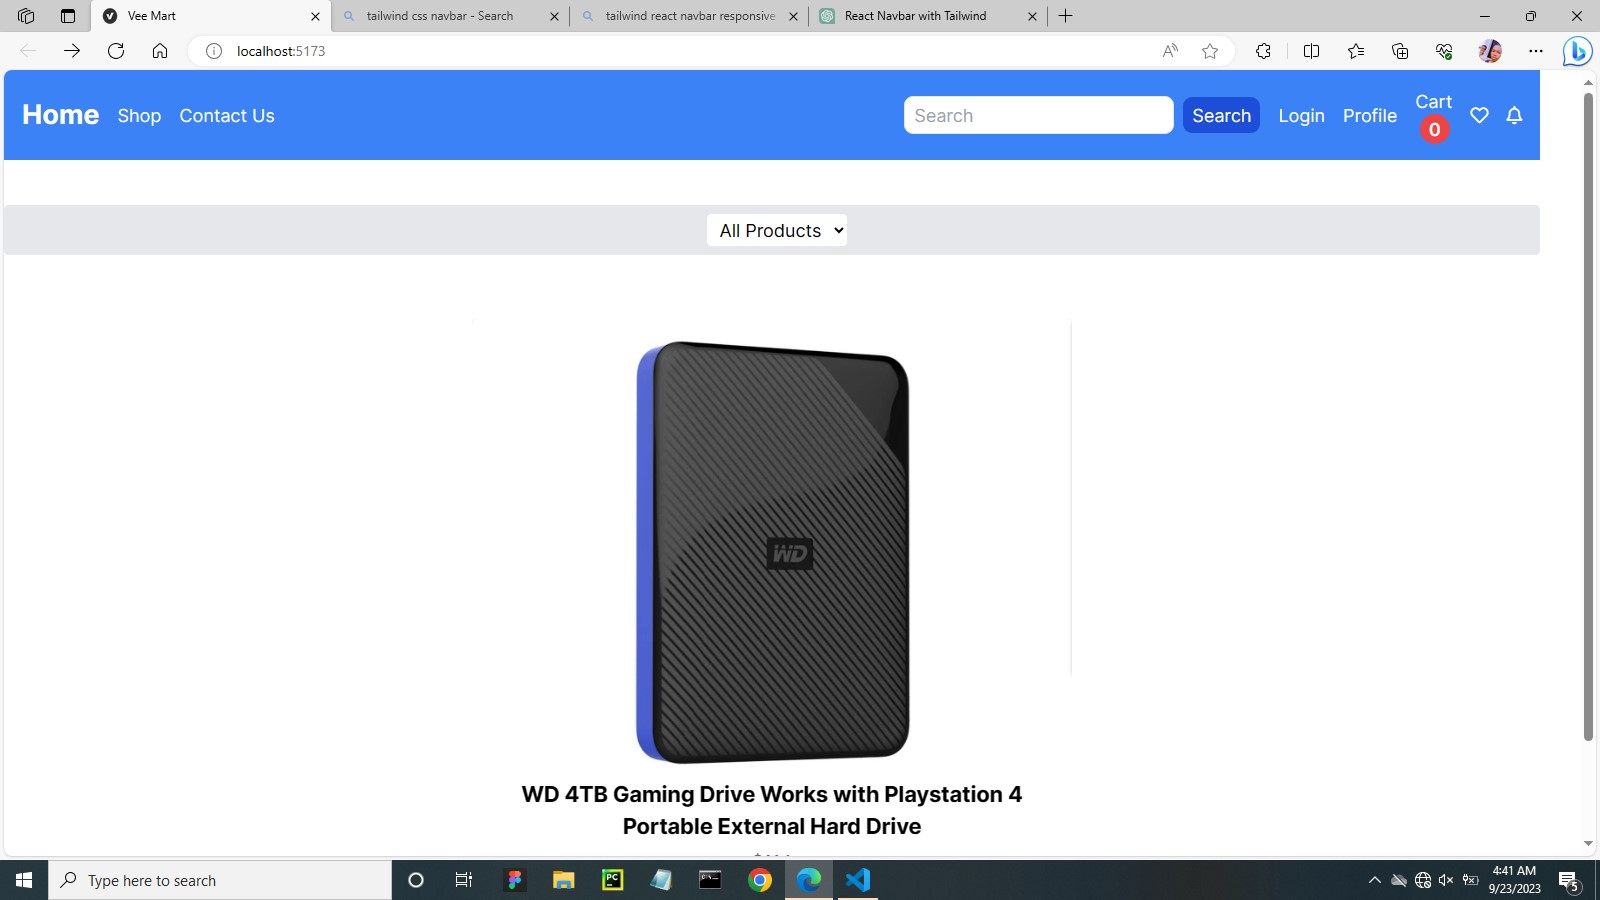 Vee Mart
tailwind css navbar - Search
tailwind react navbar responsive
React Navbar with Tailwind
localhost:5173
Home
Shop
Contact Us
Search
Search
Login
Profile
Cart
0
All Products
WD
WD 4TB Gaming Drive Works with Playstation 4
Portable External Hard Drive
Type here to search
PC
4:41 AM
9/23/2023
5